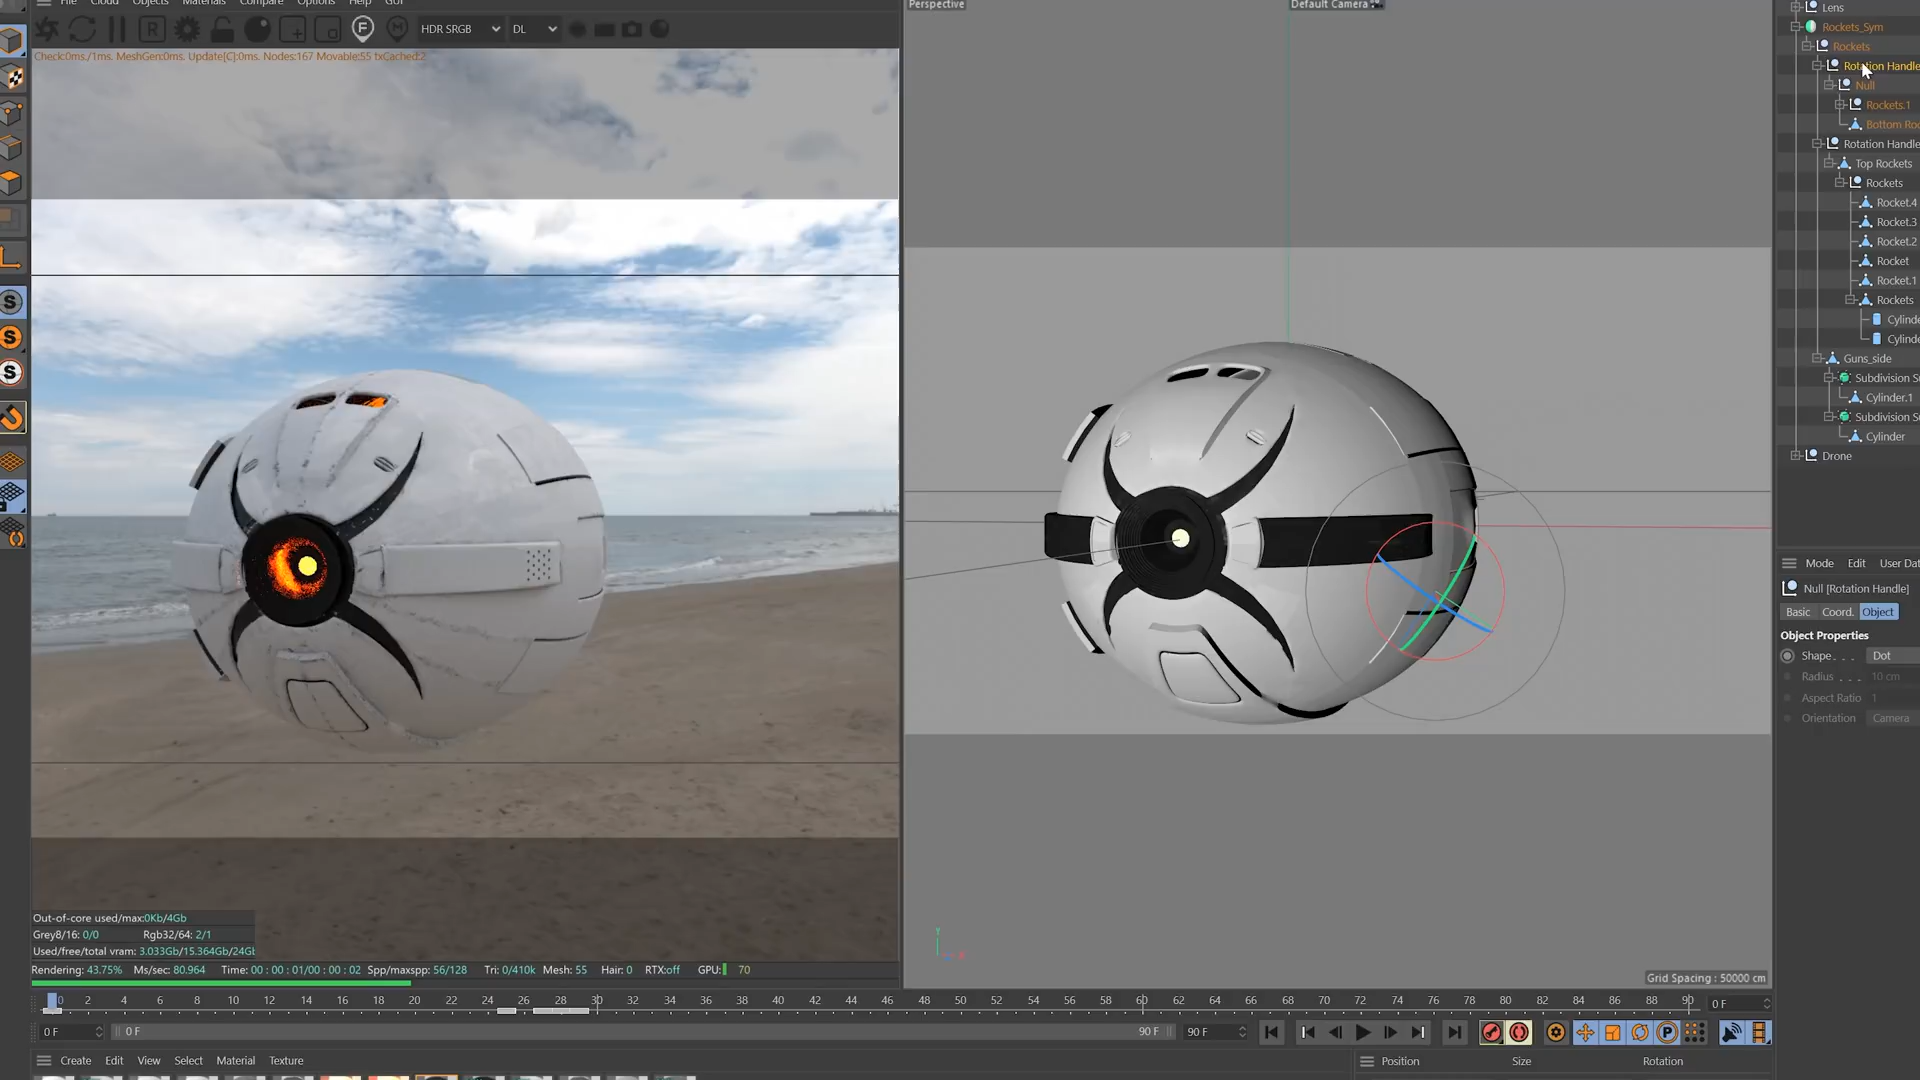 File Cloud Objects Materials Compare Options Help GUI
HDR SRGB
DL
Check:0ms./1ms. MeshGen:0ms. Update[C]:0ms. Nodes:167 Movable:55 txCached:2
Out-of-core used/max:0Kb/4Gb
Grey8/16: 0/0 Rgb32/64: 2/1
Used/free/total vram: 3.033Gb/15.364Gb/24Gb
Rendering: 43.75% Ms/sec: 80.964 Time: 00 : 00 : 01/00 : 00 : 02 Spp/maxspp: 56/128 Tri: 0/410k Mesh: 55 Hair: 0 RTX:off GPU: 70
Perspective
Default Camera
Grid Spacing : 50000 cm
Lens
Rockets_Sym
Rockets
Rotation Handle
Null
Rockets.1
Bottom Roc
Rotation Handle
Top Rockets
Rockets
Rocket.4
Rocket.3
Rocket.2
Rocket
Rocket.1
Rockets
Cylinde
Cylinde
Guns_side
Subdivision S
Cylinder.1
Subdivision S
Cylinder
Drone
Mode Edit User Dat
Null [Rotation Handle]
Basic Coord. Object
Object Properties
Shape . . . Dot
Radius . . . 10 cm
Aspect Ratio 1
Orientation Camera
0 2 4 6 8 10 12 14 16 18 20 22 24 26 28 30 32 34 36 38 40 42 44 46 48 50 52 54 56 58 60 62 64 66 68 70 72 74 76 78 80 82 84 86 88 90 0 F
0 F 0 F 90 F 90 F
Create Edit View Select Material Texture
Position Size Rotation